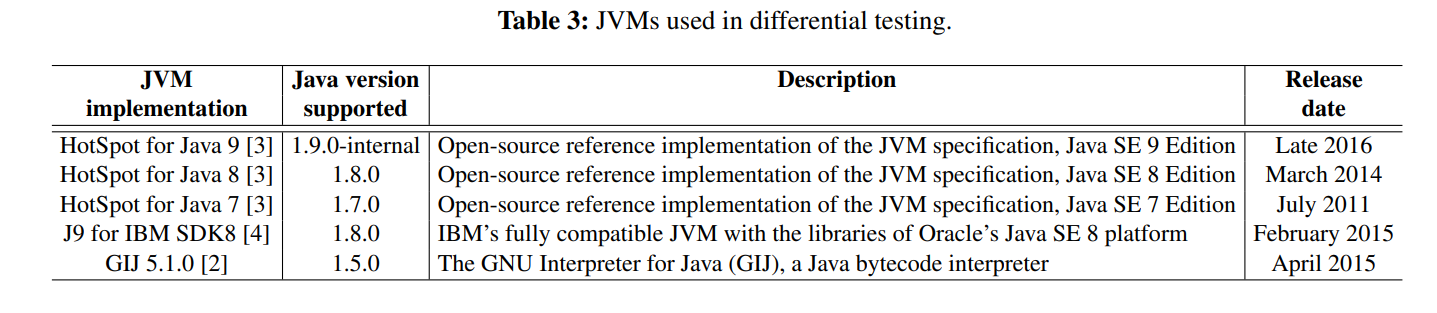 Table 3: JVMs used in differential testing.
JVM implementation Java version supported Description Release date
HotSpot for Java 9 [3] 1.9.0-internal Open-source reference implementation of the JVM specification, Java SE 9 Edition Late 2016
HotSpot for Java 8 [3] 1.8.0 Open-source reference implementation of the JVM specification, Java SE 8 Edition March 2014
HotSpot for Java 7 [3] 1.7.0 Open-source reference implementation of the JVM specification, Java SE 7 Edition July 2011
J9 for IBM SDK8 [4] 1.8.0 IBM's fully compatible JVM with the libraries of Oracle's Java SE 8 platform February 2015
GIJ 5.1.0 [2] 1.5.0 The GNU Interpreter for Java (GIJ), a Java bytecode interpreter April 2015